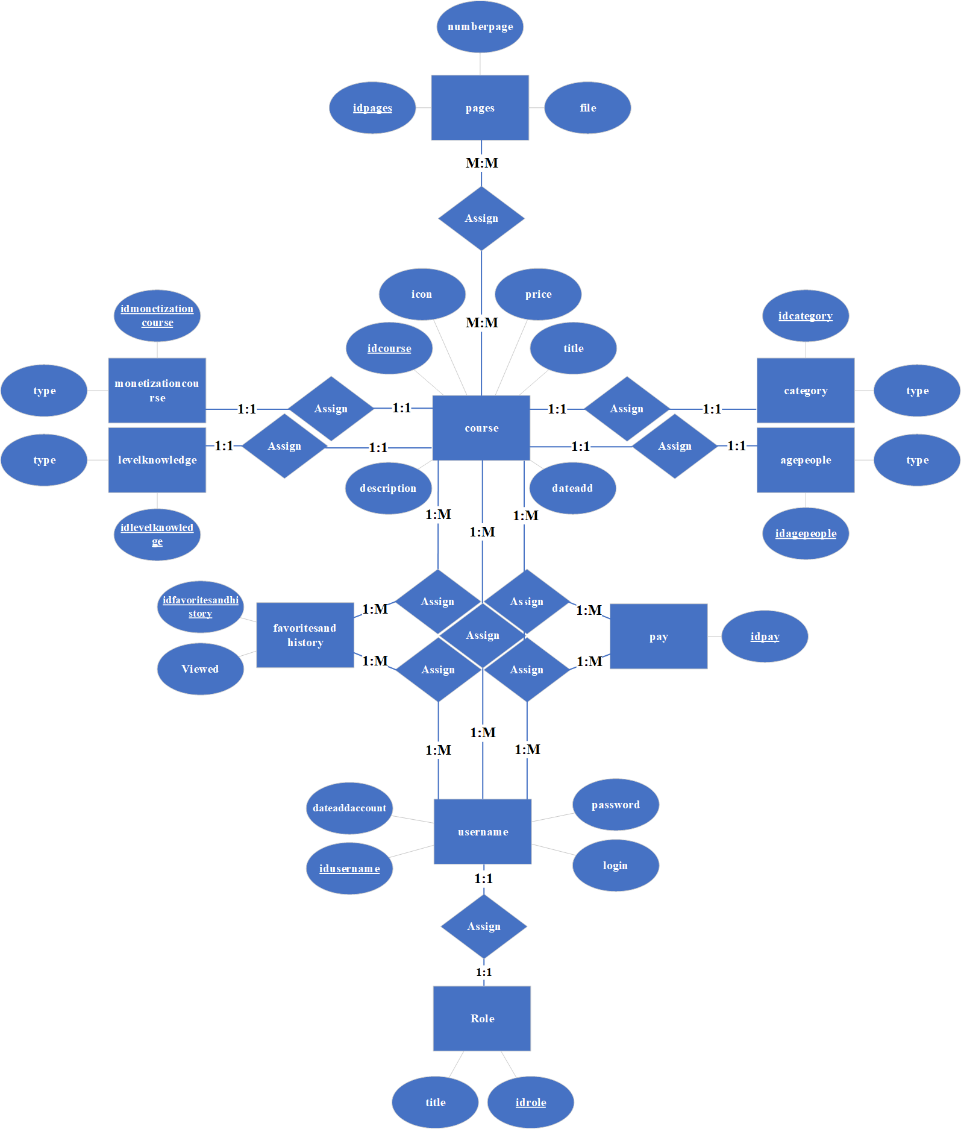 numberpage
idpages
pages
file
M:M
Assign
icon
price
idmonetization
course
idcategory
M:M
idcourse
title
type
monetizationcou
rse
1:1
Assign
1:1
course
1:1
Assign
1:1
category
type
type
levelknowledge
1:1
Assign
1:1
1:1
Assign
1:1
agepeople
type
description
dateadd
idlevelknowled
ge
idagepeople
1:M
1:M
1:M
idfavoritesandhi
story
1:M
Assign
Assign
1:M
favoritesand
history
Assign
pay
idpay
Viewed
1:M
Assign
Assign
1:M
1:M
1:M
1:M
dateaddaccount
password
username
idusername
login
1:1
Assign
1:1
Role
title
idrole